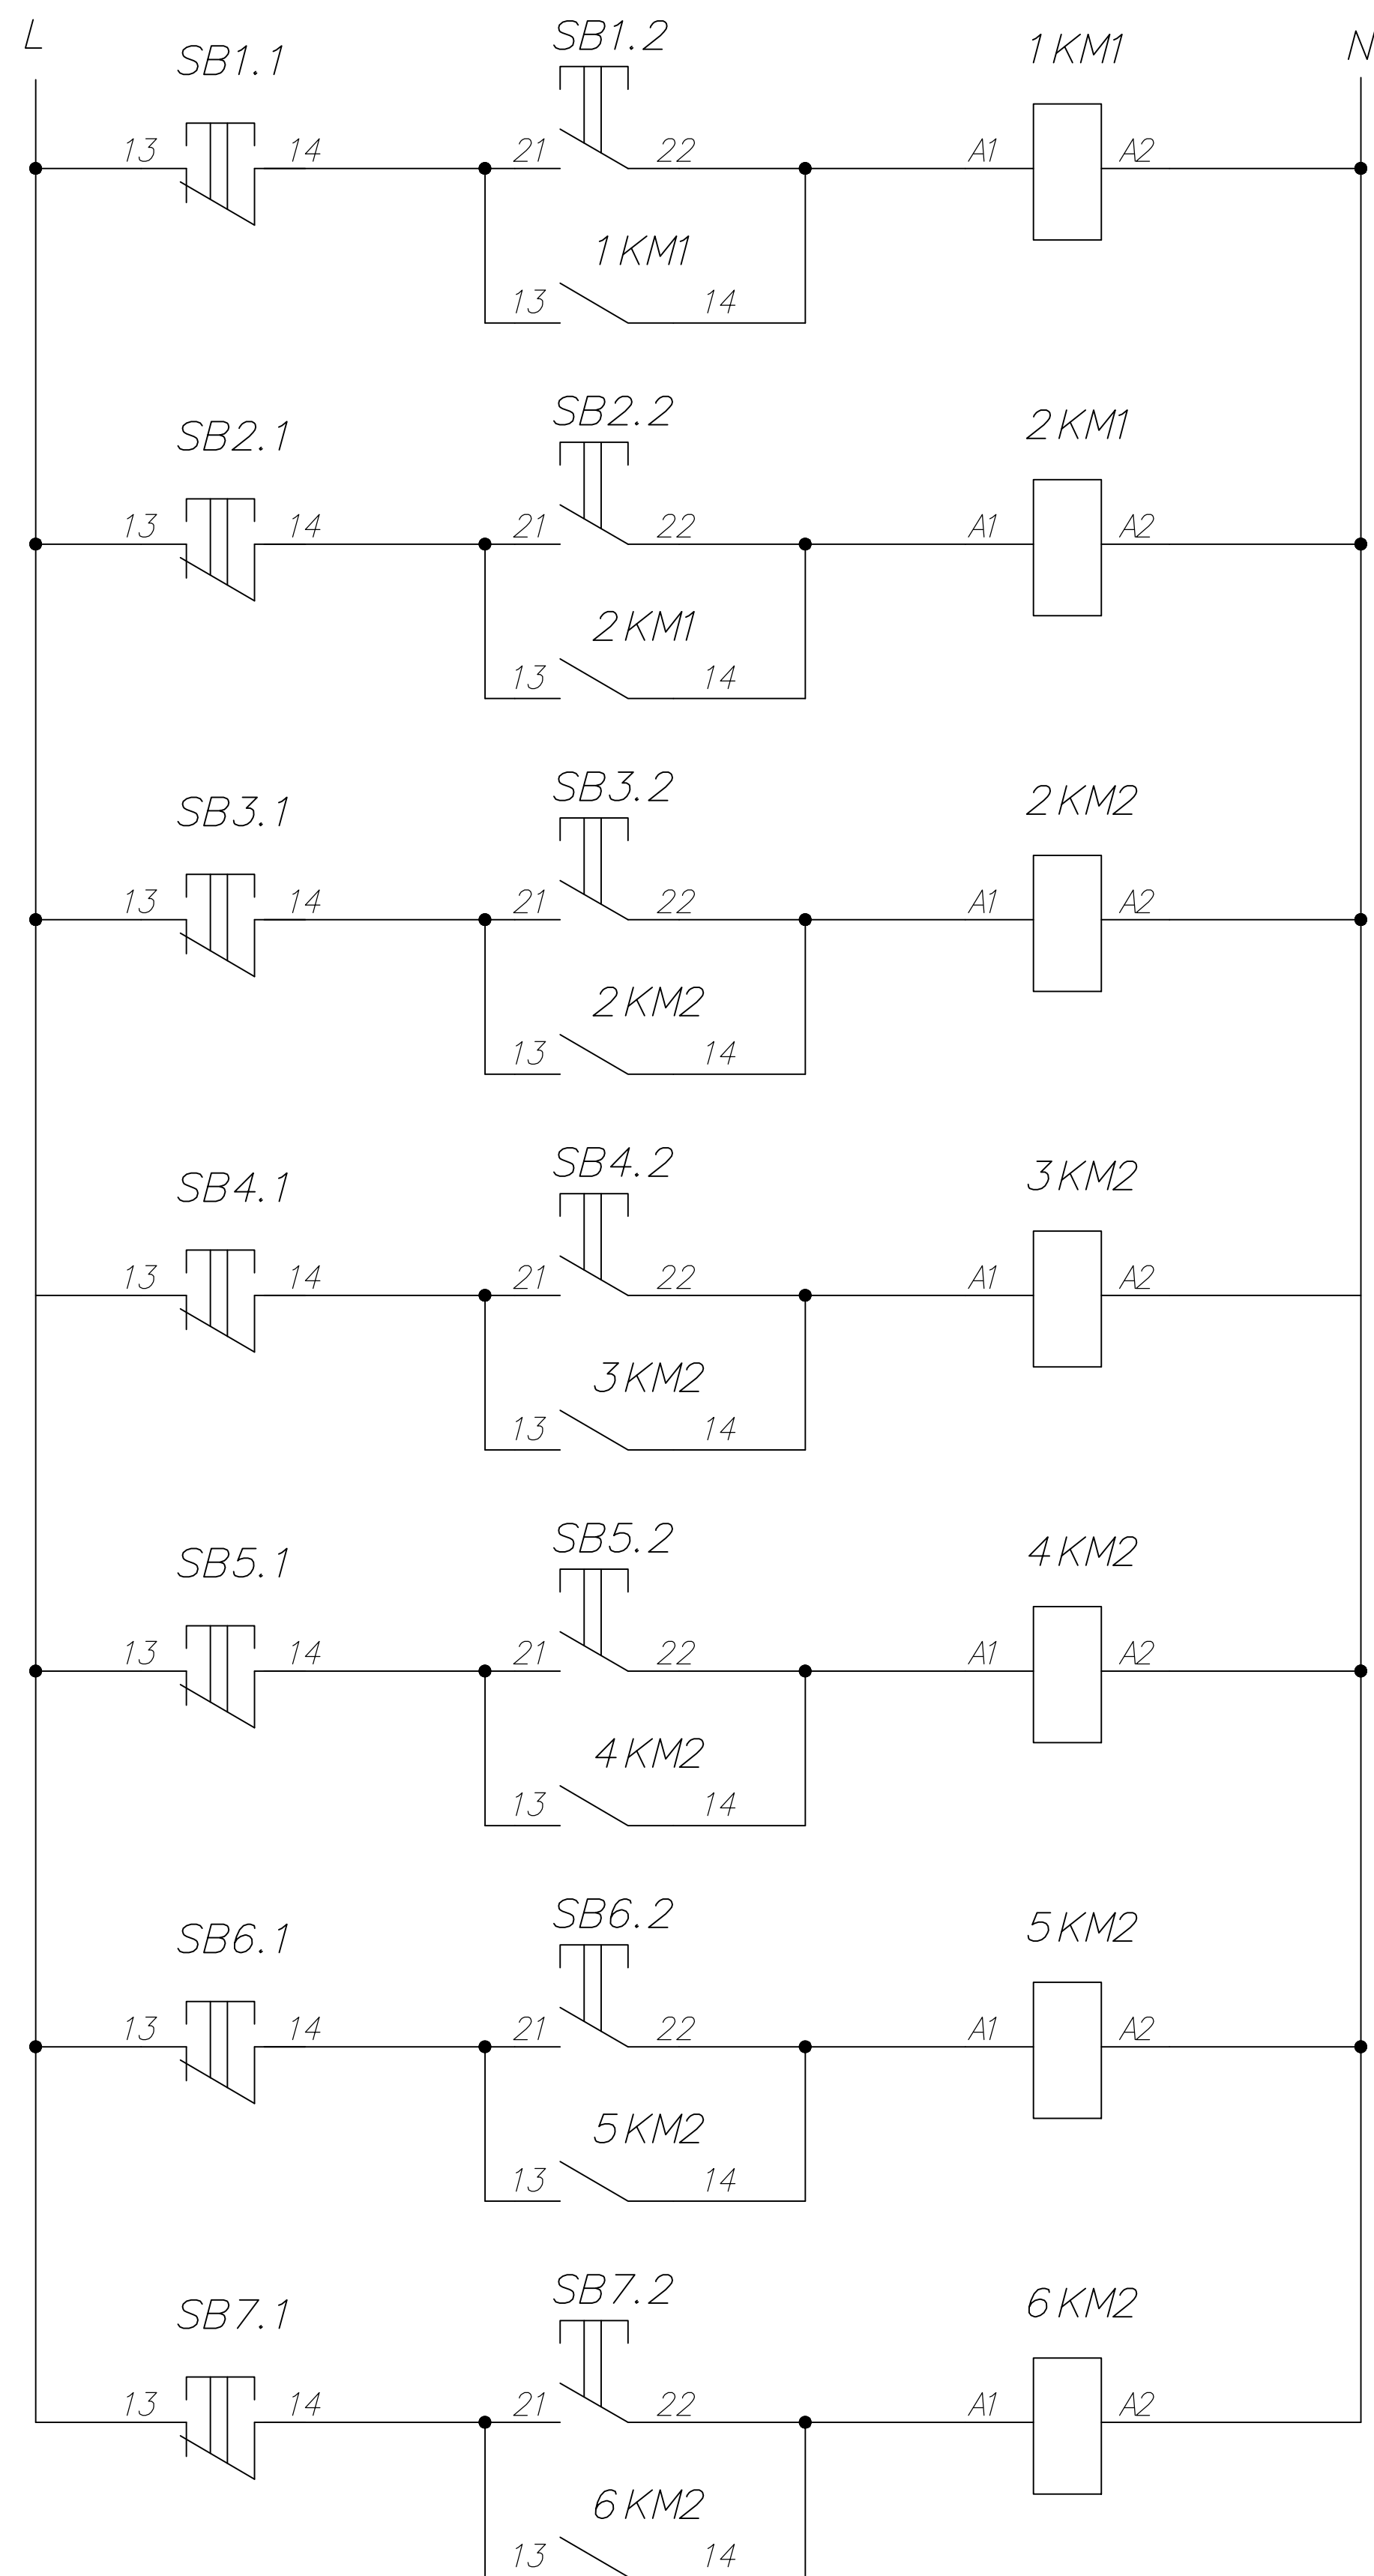 L SB1.1 SB1.2 1KM1 N
13 14 21 22 A1 A2
1KM1
13 14
SB2.1 SB2.2 2KM1
13 14 21 22 A1 A2
2KM1
13 14
SB3.1 SB3.2 2KM2
13 14 21 22 A1 A2
2KM2
13 14
SB4.1 SB4.2 3KM2
13 14 21 22 A1 A2
3KM2
13 14
SB5.1 SB5.2 4KM2
13 14 21 22 A1 A2
4KM2
13 14
SB6.1 SB6.2 5KM2
13 14 21 22 A1 A2
5KM2
13 14
SB7.1 SB7.2 6KM2
13 14 21 22 A1 A2
6KM2
13 14